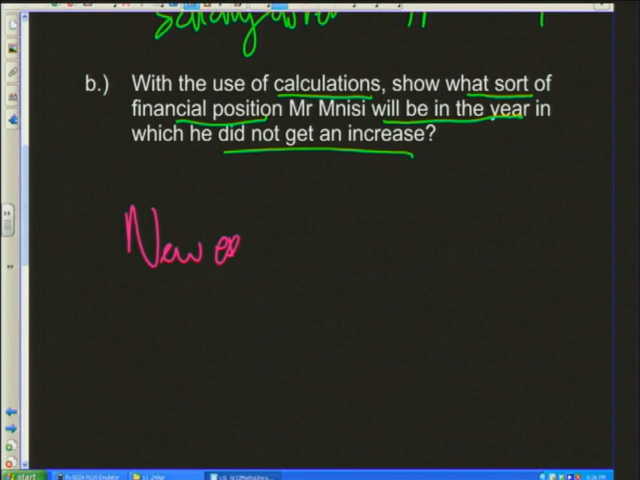 b.) With the use of calculations, show what sort of
financial position Mr Mnisi will be in the year in
which he did not get an increase?
New
start